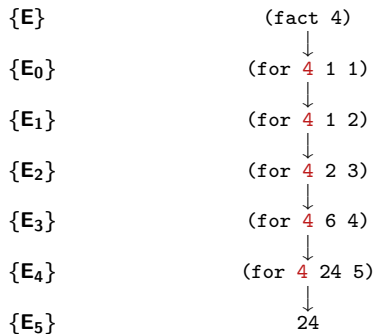 {E} (fact 4)
{E₀} (for 4 1 1)
{E₁} (for 4 1 2)
{E₂} (for 4 2 3)
{E₃} (for 4 6 4)
{E₄} (for 4 24 5)
{E₅} 24